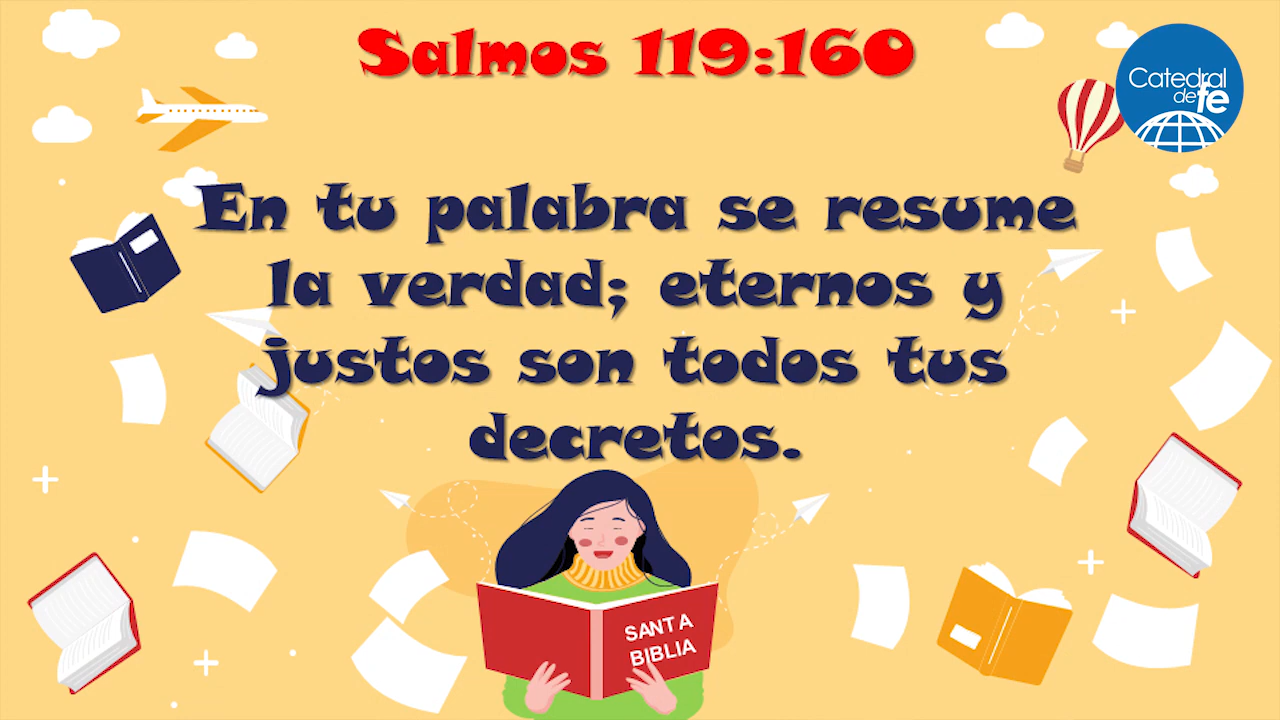 Salmos 119:160
Catedral
de fe
En tu palabra se resume
la verdad; eternos y
justos son todos tus
decretos.
SANTA
BIBLIA